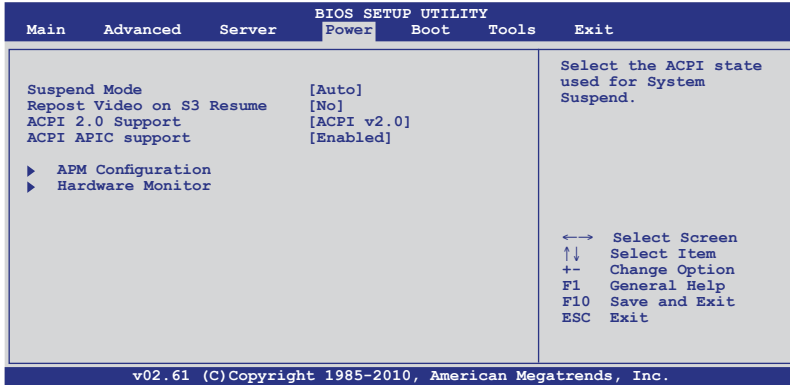 BIOS SETUP UTILITY
Main Advanced Server Power Boot Tools Exit
Suspend Mode [Auto]
Repost Video on S3 Resume [No]
ACPI 2.0 Support [ACPI v2.0]
ACPI APIC support [Enabled]
▶ APM Configuration
▶ Hardware Monitor
Select the ACPI state
used for System
Suspend.
←→ Select Screen
↑↓ Select Item
+- Change Option
F1 General Help
F10 Save and Exit
ESC Exit
v02.61 (C)Copyright 1985-2010, American Megatrends, Inc.